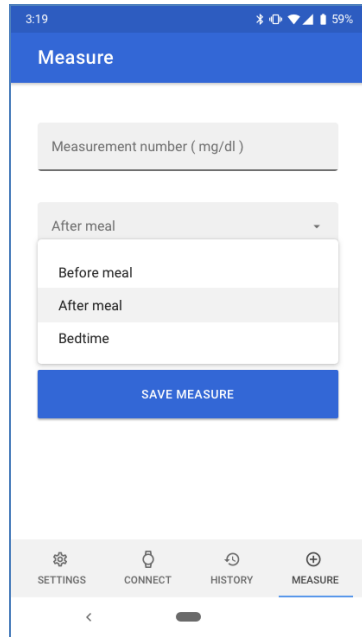 3:19 59%
Measure
Measurement number ( mg/dl )
After meal
Before meal
After meal
Bedtime
SAVE MEASURE
SETTINGS CONNECT HISTORY MEASURE